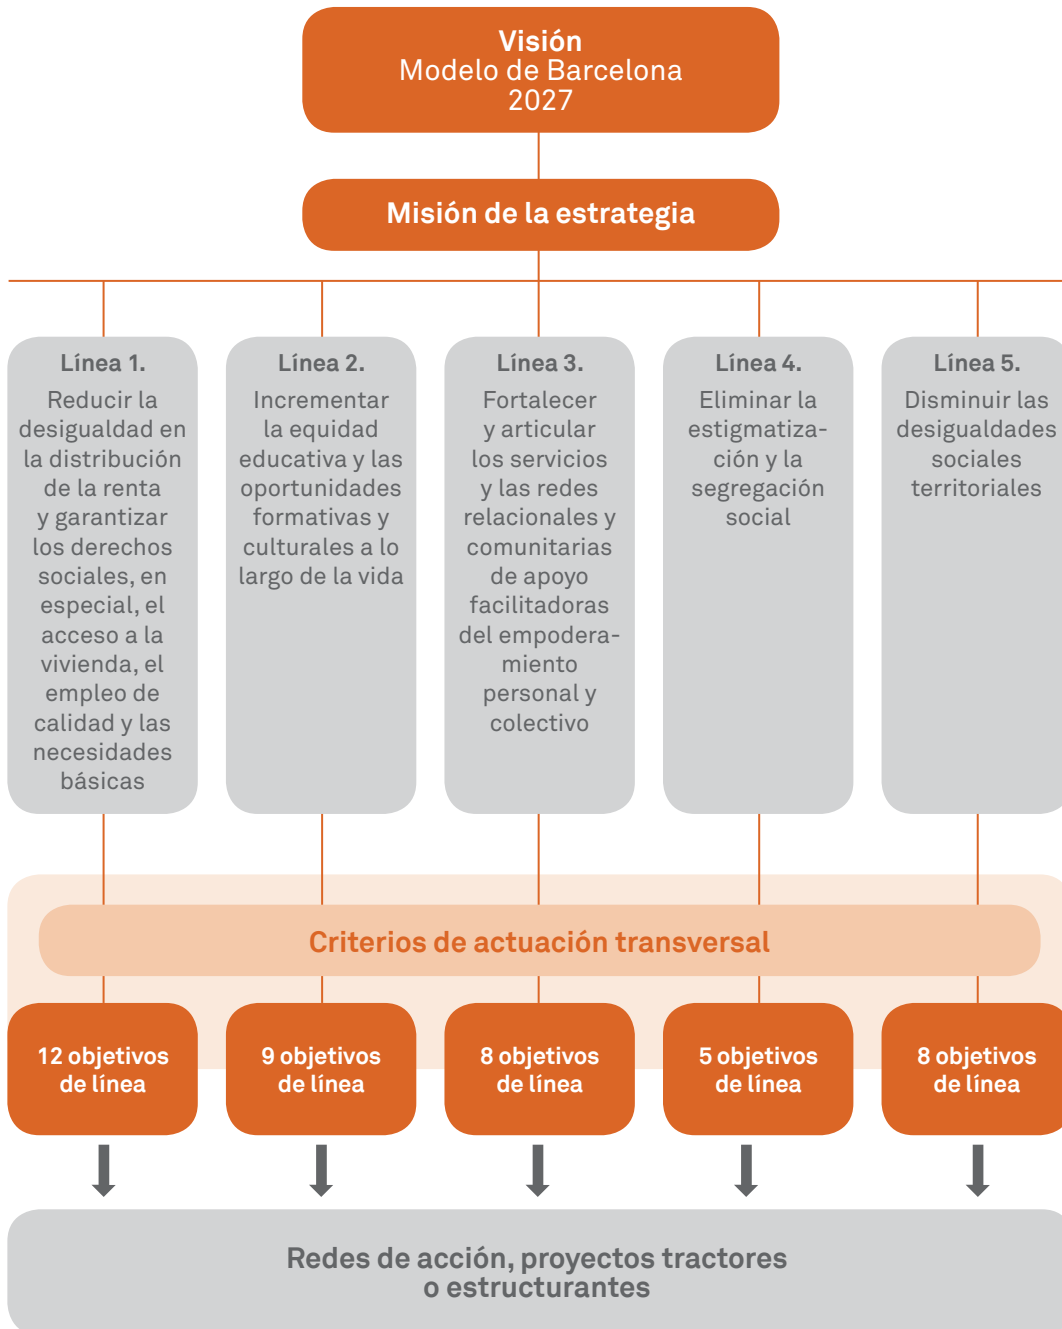 Visión
Modelo de Barcelona
2027
Misión de la estrategia
Línea 1.
Reducir la
desigualdad en
la distribución
de la renta
y garantizar
los derechos
sociales, en
especial, el
acceso a la
vivienda, el
empleo de
calidad y las
necesidades
básicas
Línea 2.
Incrementar
la equidad
educativa y las
oportunidades
formativas y
culturales a lo
largo de la vida
Línea 3.
Fortalecer
y articular
los servicios
y las redes
relacionales y
comunitarias
de apoyo
facilitadoras
del empodera-
miento
personal y
colectivo
Línea 4.
Eliminar la
estigmatiza-
ción y la
segregación
social
Línea 5.
Disminuir las
desigualdades
sociales
territoriales
Criterios de actuación transversal
12 objetivos
de línea
9 objetivos
de línea
8 objetivos
de línea
5 objetivos
de línea
8 objetivos
de línea
Redes de acción, proyectos tractores
o estructurantes